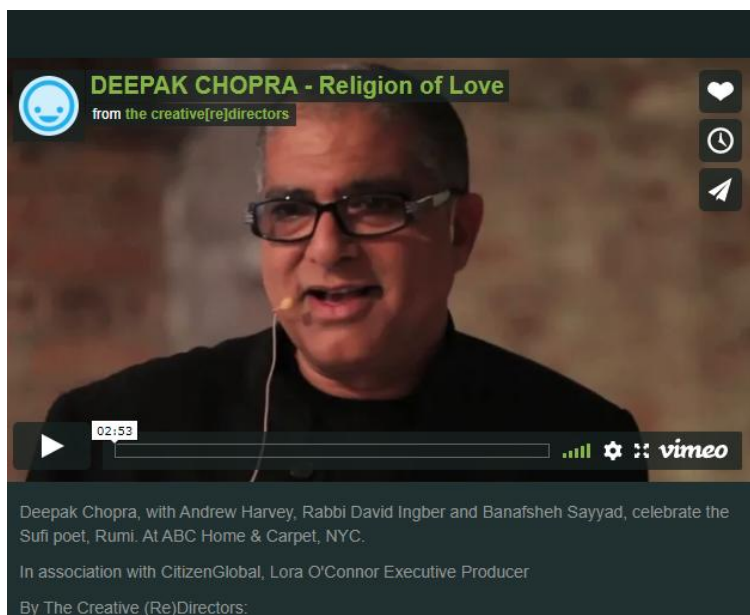 DEEPAK CHOPRA - Religion of Love
from the creative[re]directors
02:53
vimeo
Deepak Chopra, with Andrew Harvey, Rabbi David Ingber and Banafsheh Sayyad, celebrate the
Sufi poet, Rumi. At ABC Home & Carpet, NYC.
In association with CitizenGlobal, Lora O'Connor Executive Producer
By The Creative (Re)Directors: